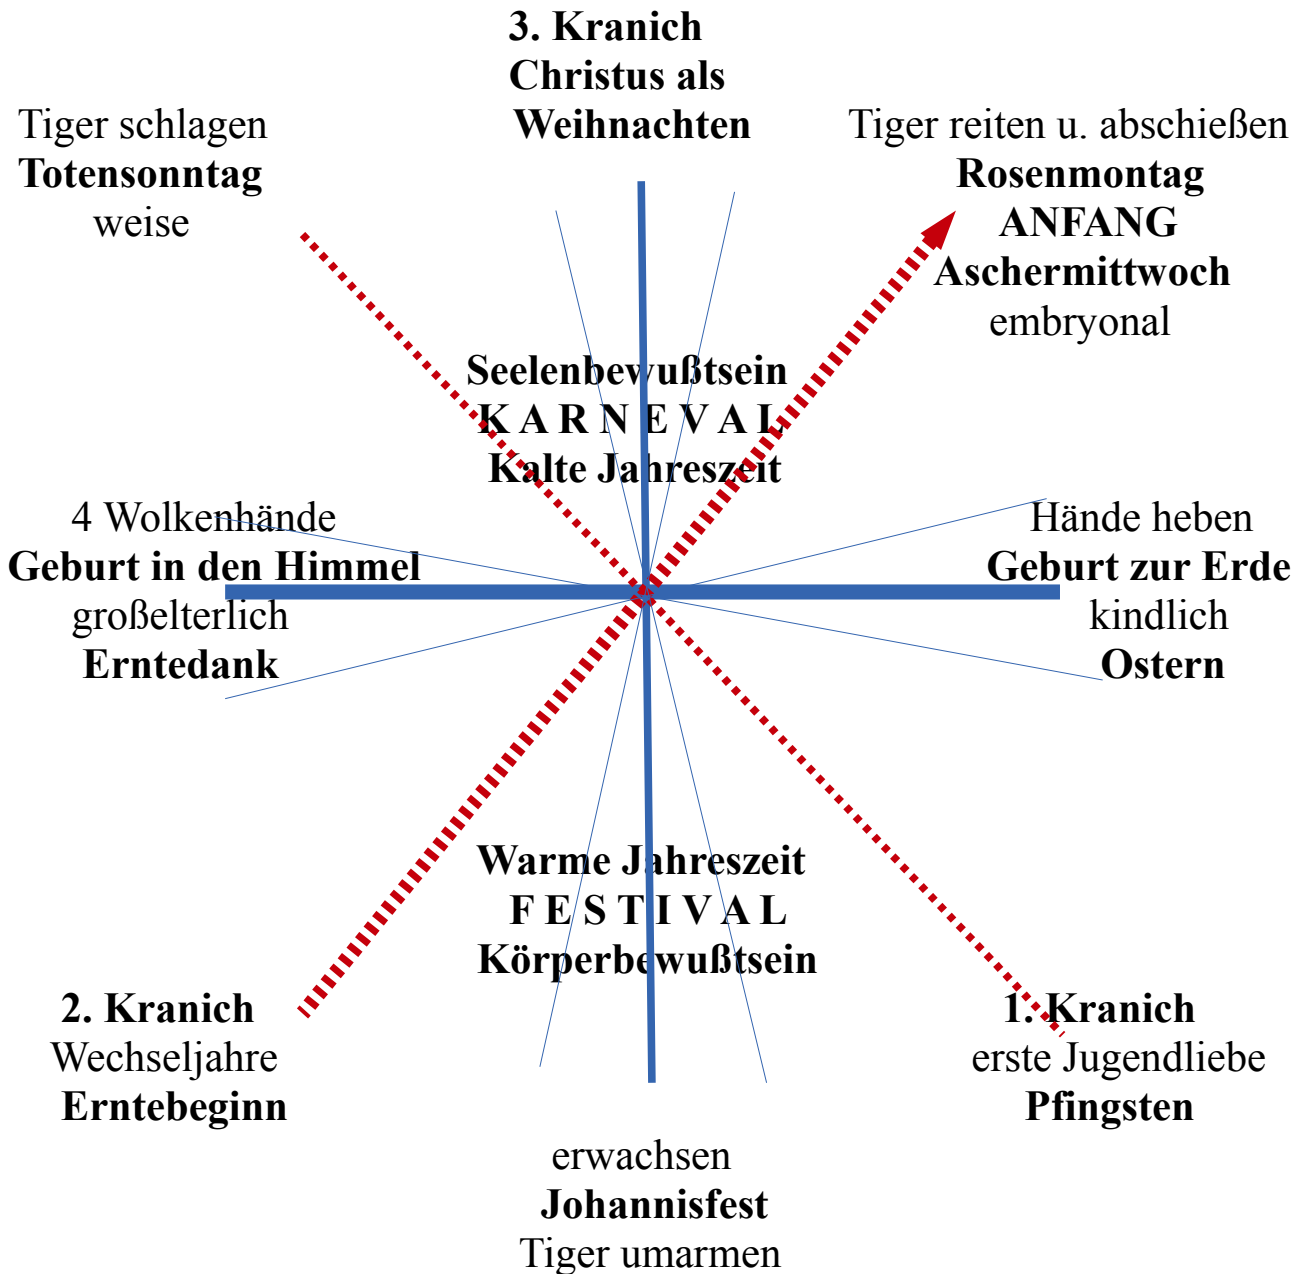 3. Kranich
Christus als
Weihnachten
Tiger schlagen
Totensonntag
weise
Tiger reiten u. abschießen
Rosenmontag
ANFANG
Aschermittwoch
embryonal
Seelenbewußtsein
K A R N E V A L
Kalte Jahreszeit
4 Wolkenhände
Geburt in den Himmel
großelterlich
Erntedank
Hände heben
Geburt zur Erde
kindlich
Ostern
Warme Jahreszeit
F E S T I V A L
Körperbewußtsein
2. Kranich
Wechseljahre
Erntebeginn
1. Kranich
erste Jugendliebe
Pfingsten
erwachsen
Johannisfest
Tiger umarmen